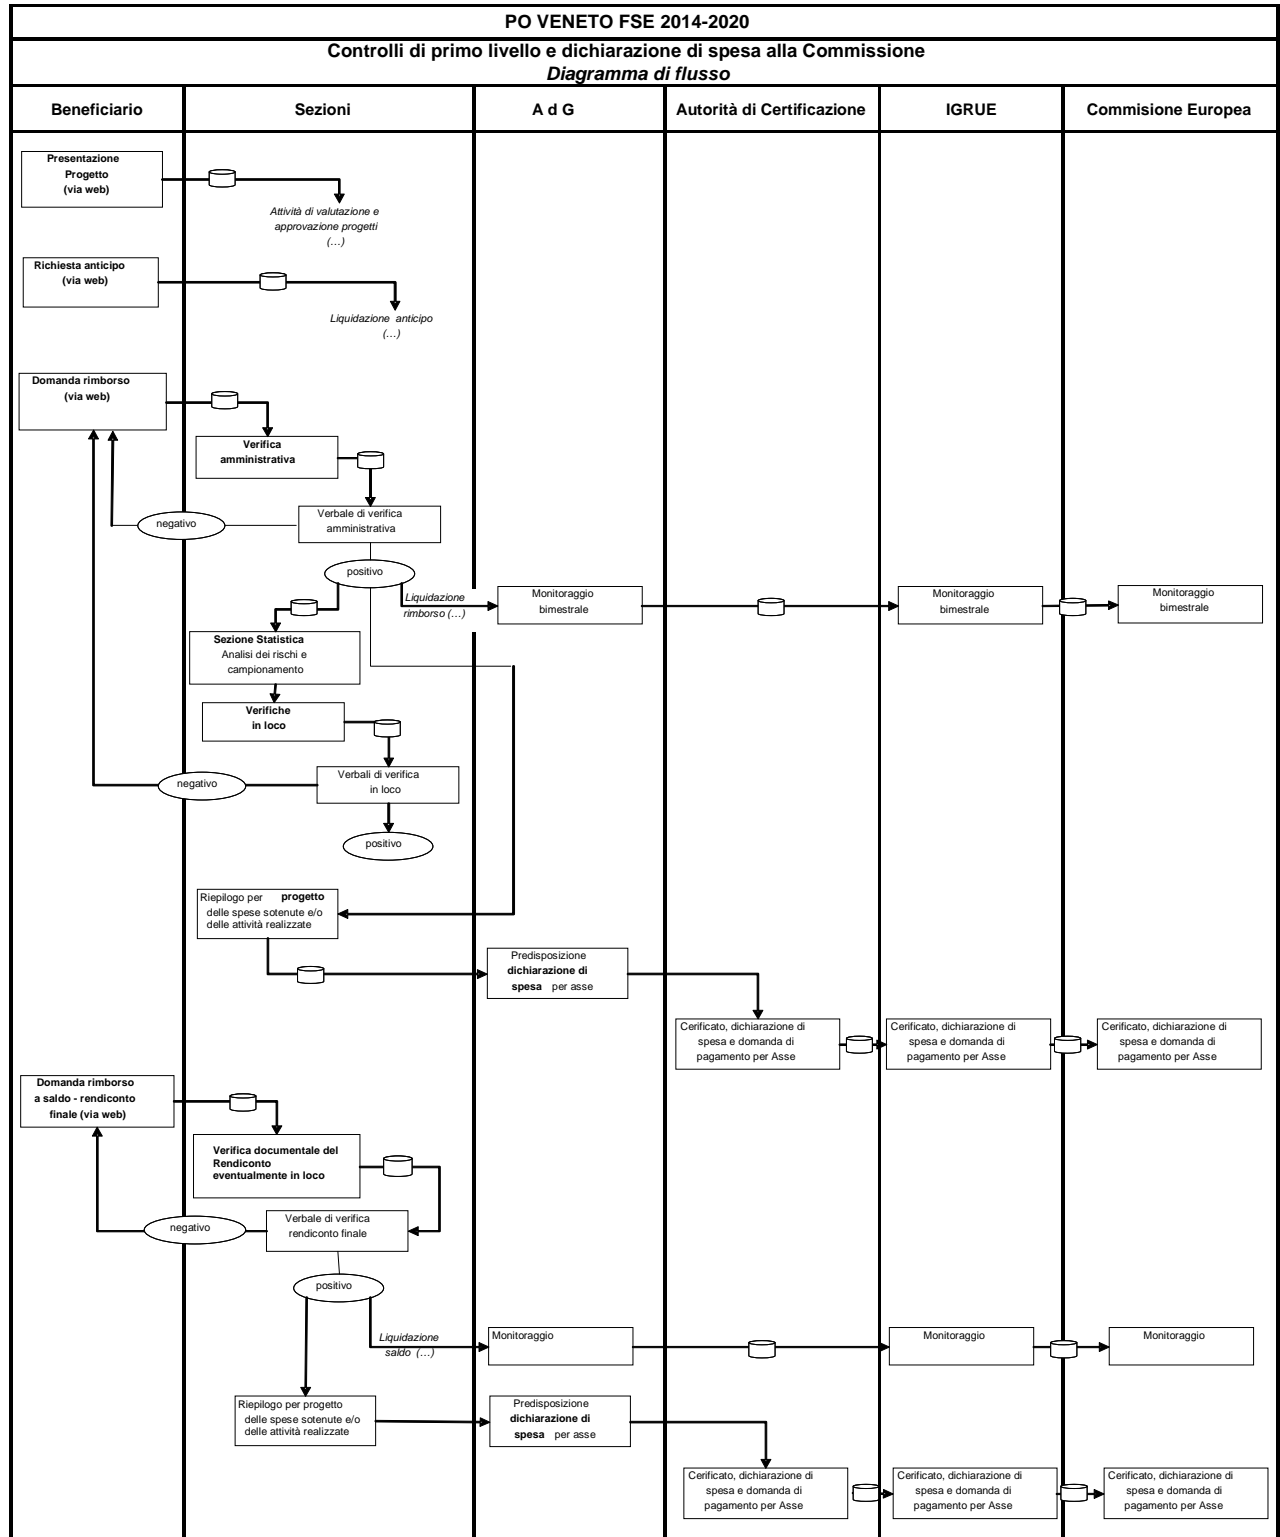 PO VENETO FSE 2014-2020
Controlli di primo livello e dichiarazione di spesa alla Commissione
Diagramma di flusso
Beneficiario
Sezioni
A d G
Autorità di Certificazione
IGRUE
Commisione Europea
Presentazione
Progetto
(via web)
Attività di valutazione e
approvazione progetti
(…)
Richiesta anticipo
(via web)
Liquidazione anticipo
(…)
Domanda rimborso
(via web)
Verifica
amministrativa
Verbale di verifica
amministrativa
negativo
positivo
Liquidazione
rimborso (…)
Monitoraggio
bimestrale
Monitoraggio
bimestrale
Monitoraggio
bimestrale
Sezione Statistica
Analisi dei rischi e
campionamento
Verifiche
in loco
Verbali di verifica
in loco
negativo
positivo
Riepilogo per progetto
delle spese sotenute e/o
delle attività realizzate
Predisposizione
dichiarazione di
spesa per asse
Cerificato, dichiarazione di
spesa e domanda di
pagamento per Asse
Cerificato, dichiarazione di
spesa e domanda di
pagamento per Asse
Cerificato, dichiarazione di
spesa e domanda di
pagamento per Asse
Domanda rimborso
a saldo - rendiconto
finale (via web)
Verifica documentale del
Rendiconto
eventualmente in loco
Verbale di verifica
rendiconto finale
negativo
positivo
Liquidazione
saldo (…)
Monitoraggio
Monitoraggio
Monitoraggio
Riepilogo per progetto
delle spese sotenute e/o
delle attività realizzate
Predisposizione
dichiarazione di
spesa per asse
Cerificato, dichiarazione di
spesa e domanda di
pagamento per Asse
Cerificato, dichiarazione di
spesa e domanda di
pagamento per Asse
Cerificato, dichiarazione di
spesa e domanda di
pagamento per Asse